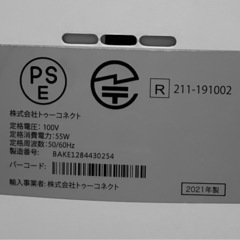 PS
E
R 211-191002
株式会社トゥーコネクト
定格電圧：100V
定格消費電力：55W
定格周波数：50/60Hz
製造番号：BAKE1284430254
バーコード：
輸入事業者：株式会社トゥーコネクト
2021年製